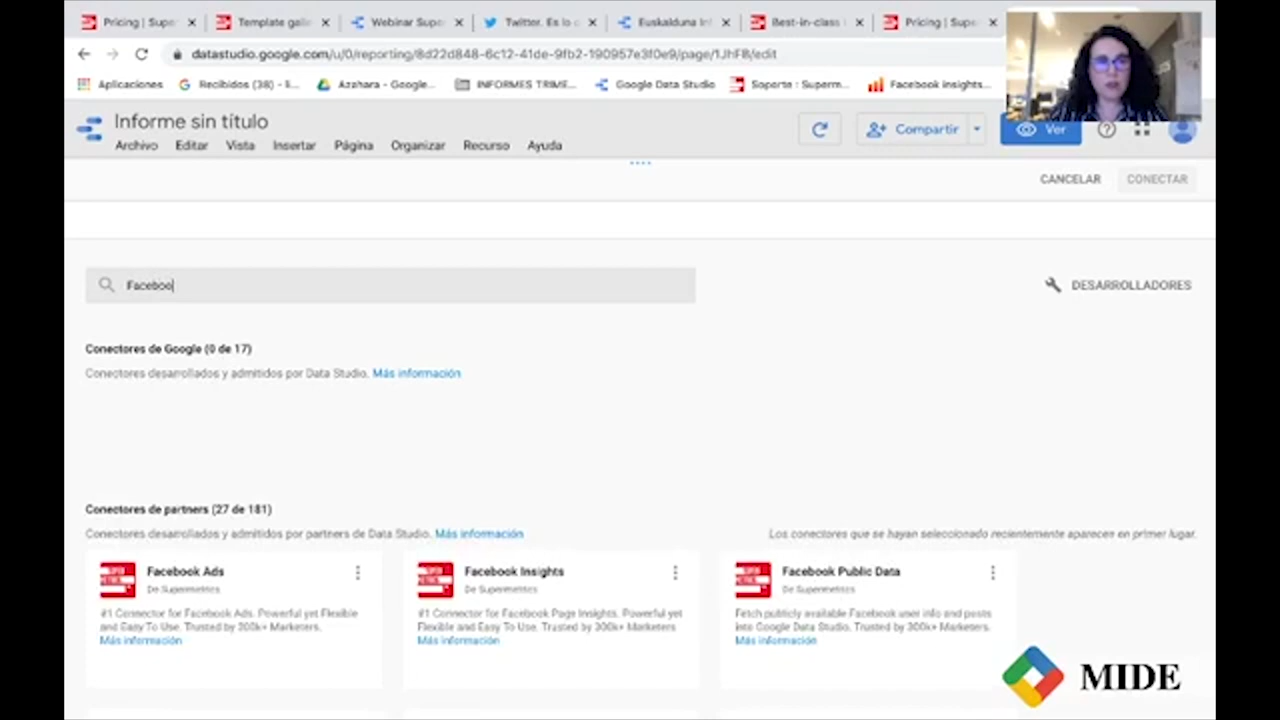 Pricing | Supe
Template galle
Webinar Super
Twitter. Es lo c
Euskalduna Inf
Best-in-class
Pricing | Supe
datastudio.google.com/u/0/reporting/8d22d848-6c12-41de-9fb2-190957e3f0e9/page/1JhFB/edit
Aplicaciones
Recibidos (38) -
Azahara - Google...
INFORMES TRIME...
Google Data Studio
Soporte : Superm...
Facebook insights...
Informe sin título
Compartir
Ver
Archivo Editar Vista Insertar Página Organizar Recurso Ayuda
CANCELAR CONECTAR
Faceboo
DESARROLLADORES
Conectores de Google (0 de 17)
Conectores desarrollados y admitidos por Data Studio. Más información
Conectores de partners (27 de 181)
Conectores desarrollados y admitidos por partners de Data Studio. Más información
Los conectores que se hayan seleccionado recientemente aparecen en primer lugar.
Facebook Ads
De Supermetrics
#1 Connector for Facebook Ads. Powerful yet Flexible
and Easy To Use. Trusted by 300k+ Marketers.
Más información
Facebook Insights
De Supermetrics
#1 Connector for Facebook Page Insights. Powerful yet
Flexible and Easy To Use. Trusted by 300k+ Marketers
Más información
Facebook Public Data
De Supermetrics
Fetch publicly available Facebook user info and posts
into Google Data Studio. Trusted by 300k+ Marketers.
Más información
MIDE